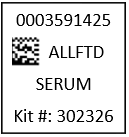 0003591425
ALLFTD
SERUM
Kit #: 302326